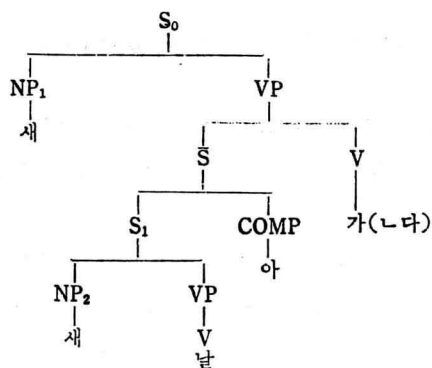 S₀
NP₁ VP
새
S̄ V
S₁ COMP 가(ㄴ다)
아
NP₂ VP
새 V
날